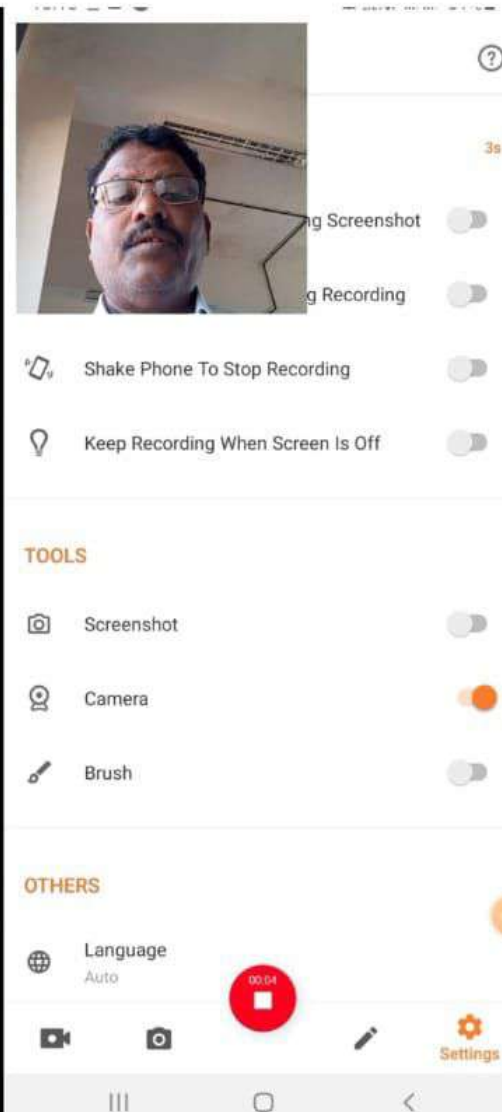 ?
3s
ng Screenshot
g Recording
Shake Phone To Stop Recording
Keep Recording When Screen Is Off
TOOLS
Screenshot
Camera
Brush
OTHERS
Language
Auto
00:04
Settings